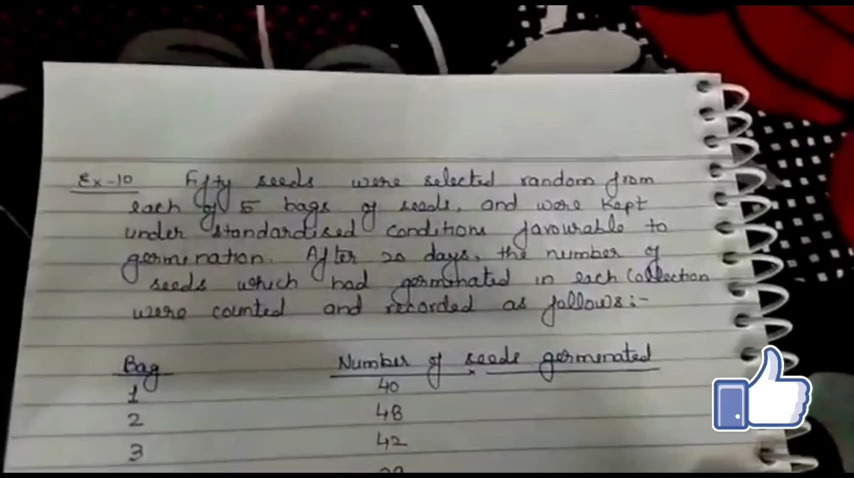 Ex-10 Fifty seeds were selected random from
each of 5 bags of seeds, and were kept
under standardised conditions favourable to
germination. After 20 days, the number of
seeds which had germinated in each collection
were counted and recorded as follows:-
Bag Number of seeds germinated
1 40
2 48
3 42